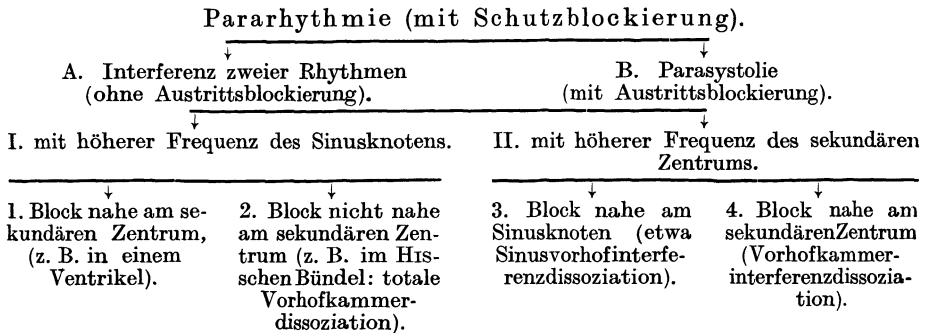 Pararhythmie (mit Schutzblockierung).
A. Interferenz zweier Rhythmen
(ohne Austrittsblockierung).
B. Parasystolie
(mit Austrittsblockierung).
I. mit höherer Frequenz des Sinusknotens.
II. mit höherer Frequenz des sekundären
Zentrums.
1. Block nahe am se-
kundären Zentrum,
(z. B. in einem
Ventrikel).
2. Block nicht nahe
am sekundären Zen-
trum (z. B. im HIS-
schen Bündel: totale
Vorhofkammer-
dissoziation).
3. Block nahe am
Sinusknoten (etwa
Sinusvorhofinterfe-
renzdissoziation).
4. Block nahe am
sekundären Zentrum
(Vorhofkammer-
interferenzdissozia-
tion).